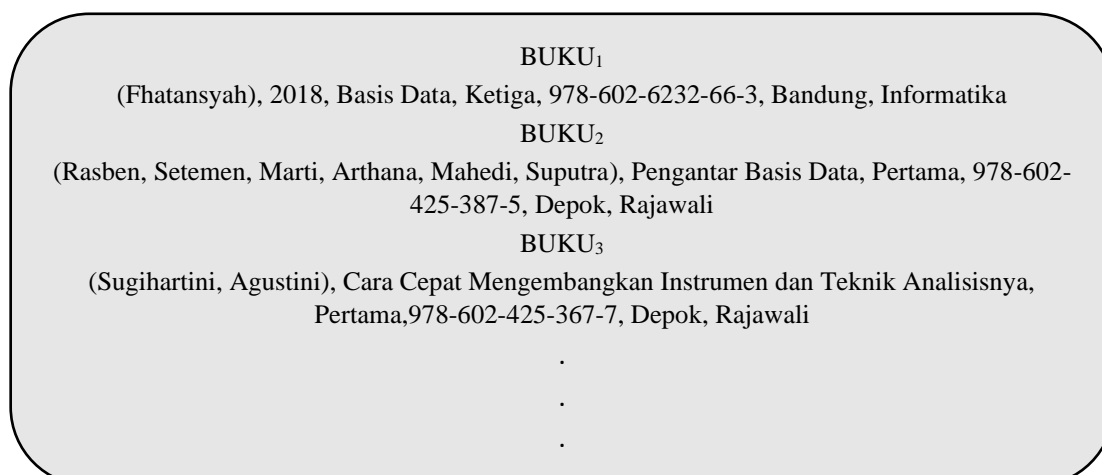 BUKU₁
(Fhatansyah), 2018, Basis Data, Ketiga, 978-602-6232-66-3, Bandung, Informatika
BUKU₂
(Rasben, Setemen, Marti, Arthana, Mahedi, Suputra), Pengantar Basis Data, Pertama, 978-602-
425-387-5, Depok, Rajawali
BUKU₃
(Sugihartini, Agustini), Cara Cepat Mengembangkan Instrumen dan Teknik Analisisnya,
Pertama,978-602-425-367-7, Depok, Rajawali
.
.
.